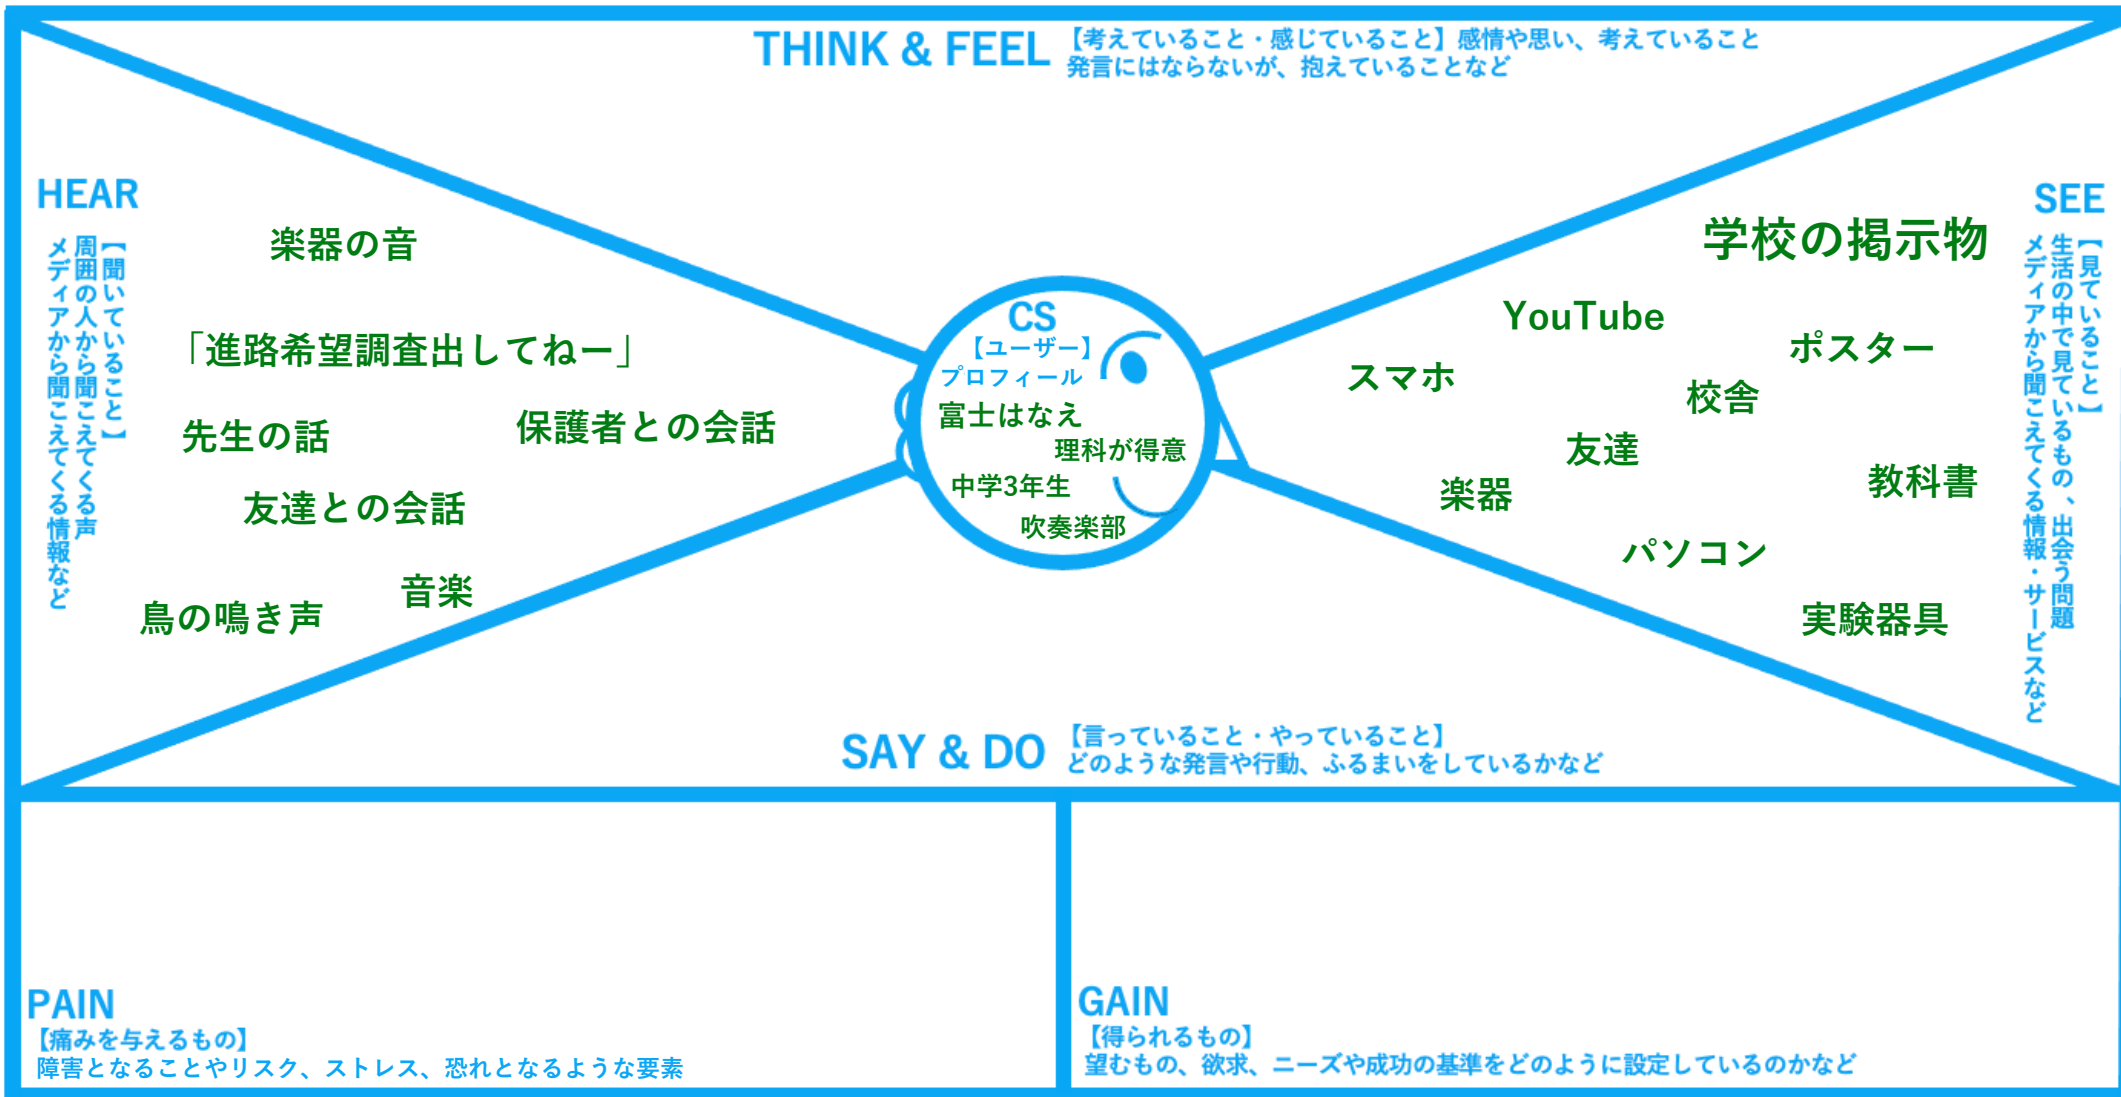 THINK & FEEL
【考えていること・感じていること】感情や思い、考えていること
発言にはならないが、抱えていることなど
HEAR
【聞いていること】
周囲の人から聞こえてくる声
メディアから聞こえてくる情報など
楽器の音
「進路希望調査出してねー」
先生の話
保護者との会話
友達との会話
音楽
鳥の鳴き声
CS
【ユーザー】
プロフィール
富士はなえ
理科が得意
中学3年生
吹奏楽部
SEE
【見ていること】
生活の中で見ているもの、出会う問題
メディアから聞こえてくる情報・サービスなど
学校の掲示物
YouTube
ポスター
スマホ
校舎
友達
教科書
楽器
パソコン
実験器具
SAY & DO
【言っていること・やっていること】
どのような発言や行動、ふるまいをしているかなど
PAIN
【痛みを与えるもの】
障害となることやリスク、ストレス、恐れとなるような要素
GAIN
【得られるもの】
望むもの、欲求、ニーズや成功の基準をどのように設定しているのかなど